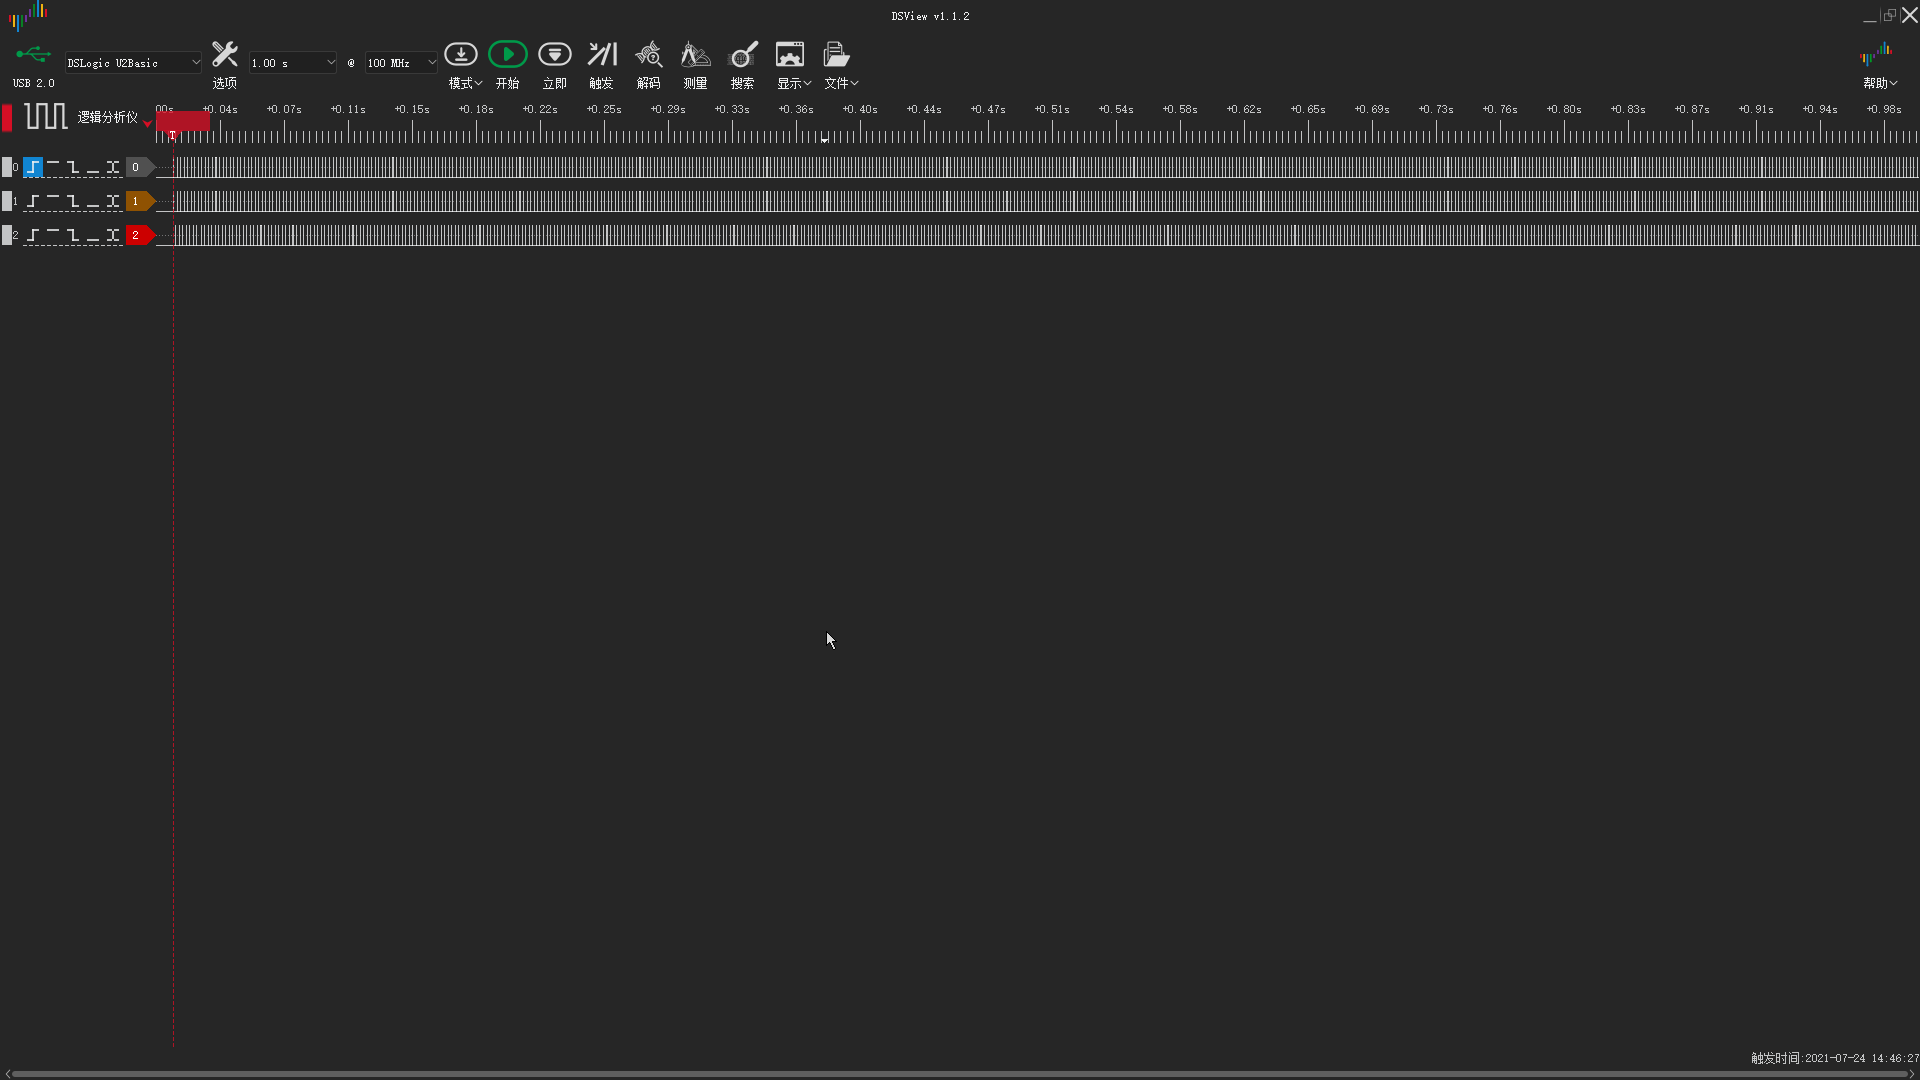 DSView v1.1.2
USB 2.0
DSLogic U2Basic
选项
1.00 s
@
100 MHz
模式
开始
立即
触发
解码
测量
搜索
显示
文件
帮助
逻辑分析仪
00s +0.04s +0.07s +0.11s +0.15s +0.18s +0.22s +0.25s +0.29s +0.33s +0.36s +0.40s +0.44s +0.47s +0.51s +0.54s +0.58s +0.62s +0.65s +0.69s +0.73s +0.76s +0.80s +0.83s +0.87s +0.91s +0.94s +0.98s
T
0 0
1 1
2 2
触发时间:2021-07-24 14:46:27